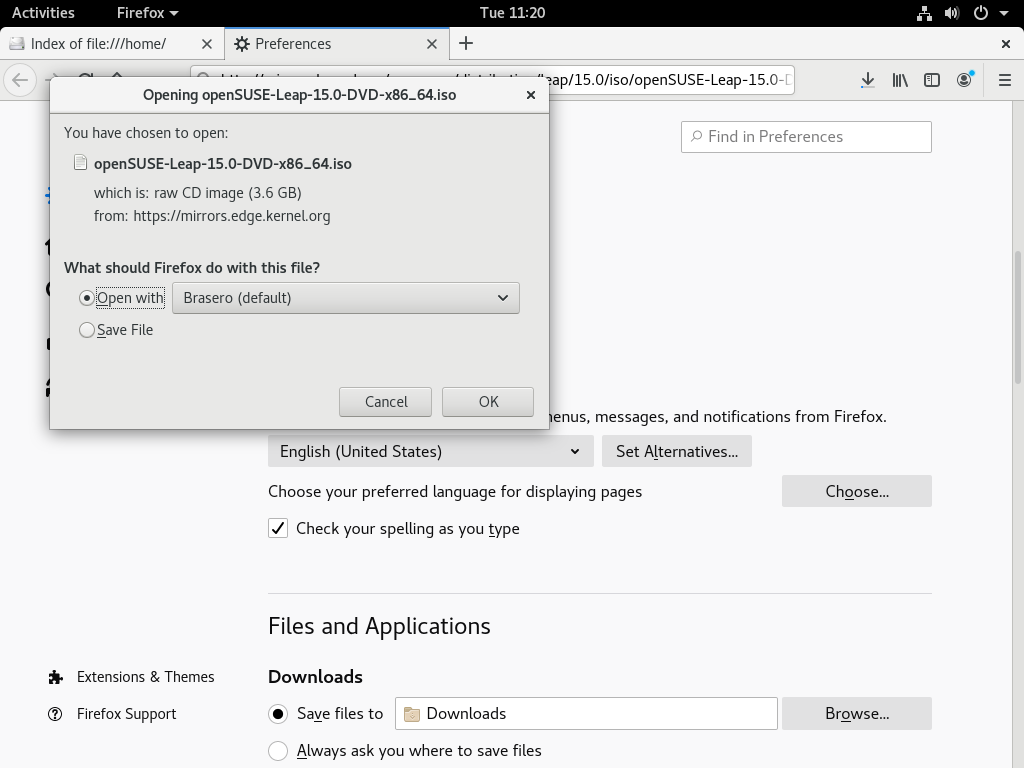 Activities Firefox Tue 11:20
Index of file:///home/ Preferences
leap/15.0/iso/openSUSE-Leap-15.0-D
Opening openSUSE-Leap-15.0-DVD-x86_64.iso
You have chosen to open:
openSUSE-Leap-15.0-DVD-x86_64.iso
which is: raw CD image (3.6 GB)
from: https://mirrors.edge.kernel.org
What should Firefox do with this file?
Open with Brasero (default)
Save File
Cancel OK
Find in Preferences
menus, messages, and notifications from Firefox.
English (United States) Set Alternatives...
Choose your preferred language for displaying pages Choose...
Check your spelling as you type
Files and Applications
Extensions & Themes
Downloads
Firefox Support
Save files to Downloads Browse...
Always ask you where to save files